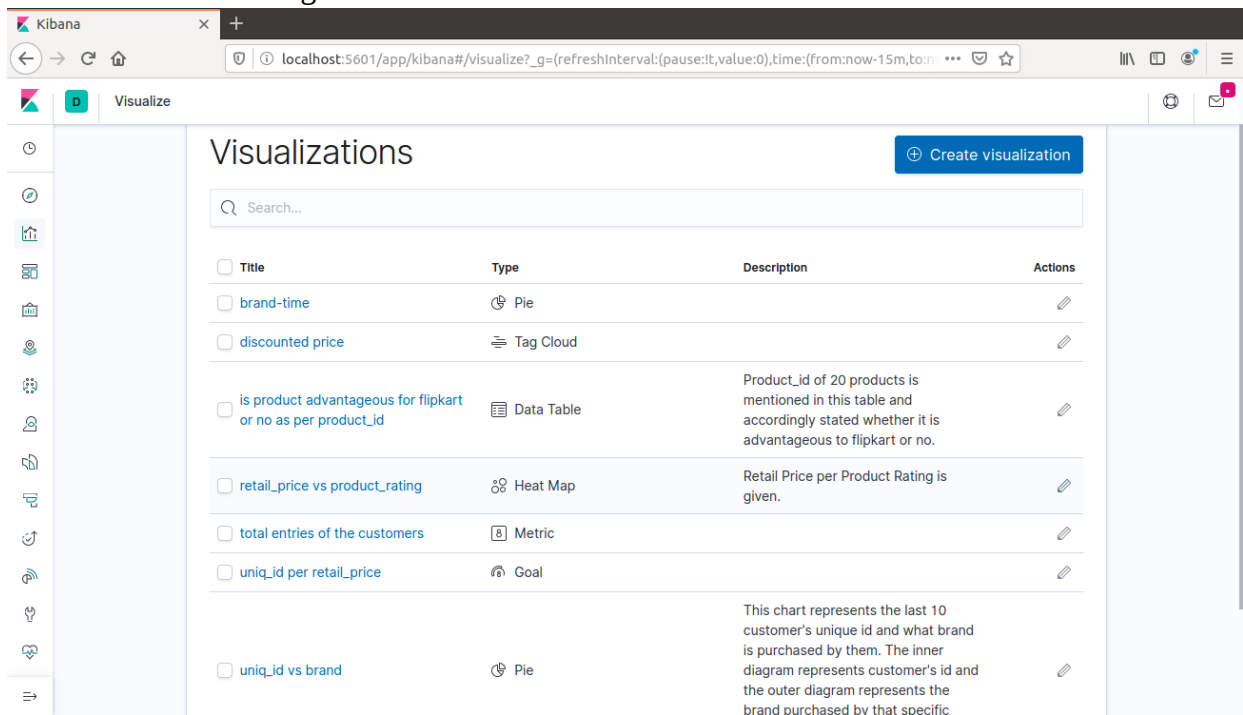 Kibana
localhost:5601/app/kibana#/visualize?_g=(refreshInterval:(pause:!t,value:0),time:(from:now-15m,to:n
D Visualize
Visualizations
Create visualization
Search...
Title Type Description Actions
brand-time Pie
discounted price Tag Cloud
is product advantageous for flipkart
or no as per product_id
Data Table
Product_id of 20 products is
mentioned in this table and
accordingly stated whether it is
advantageous to flipkart or no.
retail_price vs product_rating Heat Map
Retail Price per Product Rating is
given.
total entries of the customers 8 Metric
uniq_id per retail_price 8 Goal
uniq_id vs brand Pie
This chart represents the last 10
customer's unique id and what brand
is purchased by them. The inner
diagram represents customer's id and
the outer diagram represents the
brand purchased by that specific